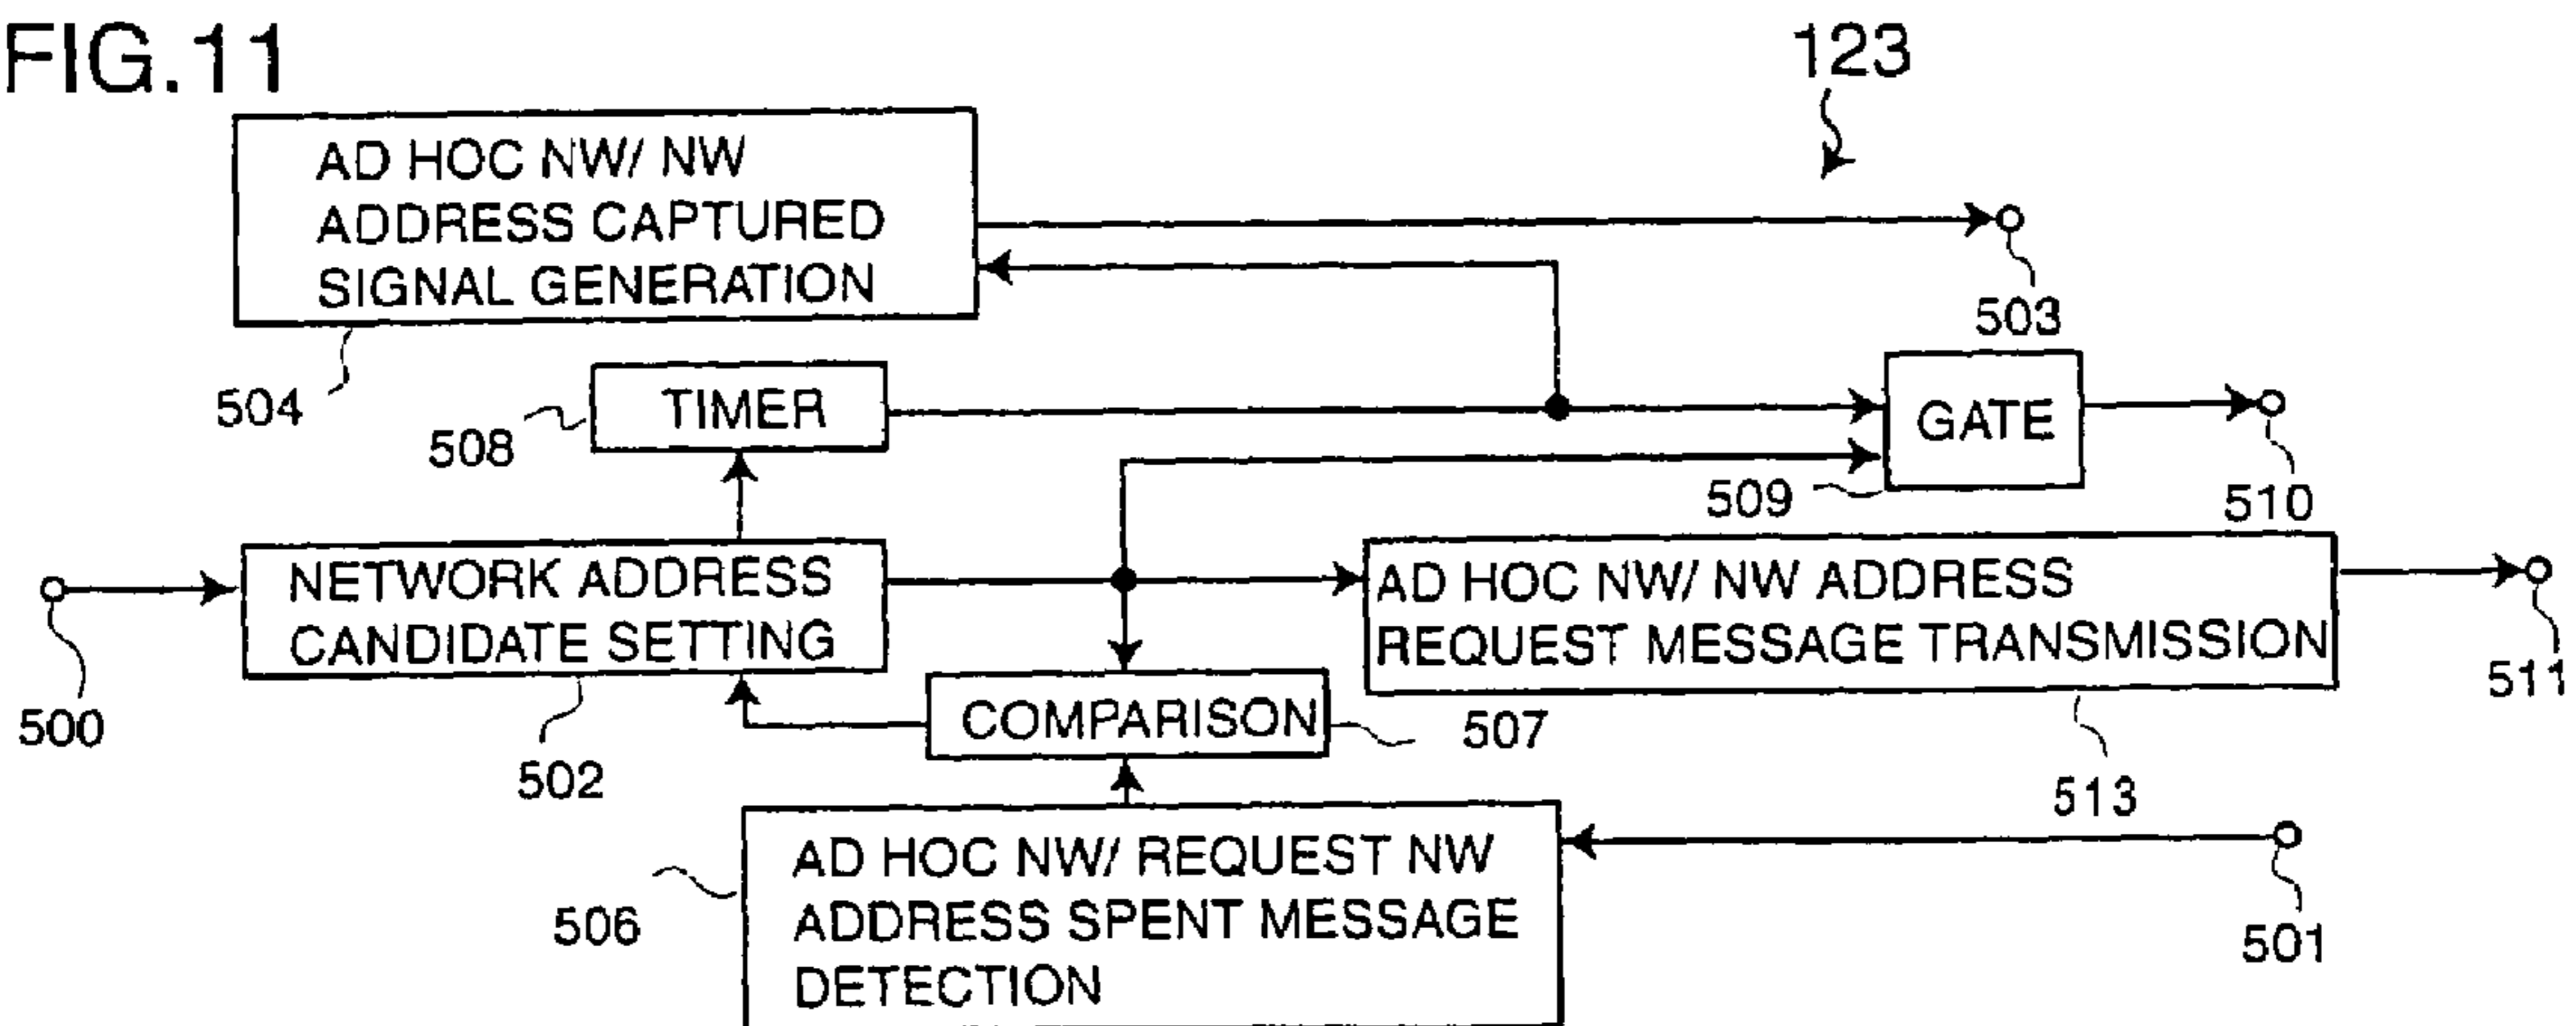 FIG.11
123
AD HOC NW/ NW
ADDRESS CAPTURED
SIGNAL GENERATION
503
504
TIMER
508
GATE
509
510
NETWORK ADDRESS
CANDIDATE SETTING
AD HOC NW/ NW ADDRESS
REQUEST MESSAGE TRANSMISSION
500
502
COMPARISON
507
511
513
AD HOC NW/ REQUEST NW
ADDRESS SPENT MESSAGE
DETECTION
506
501